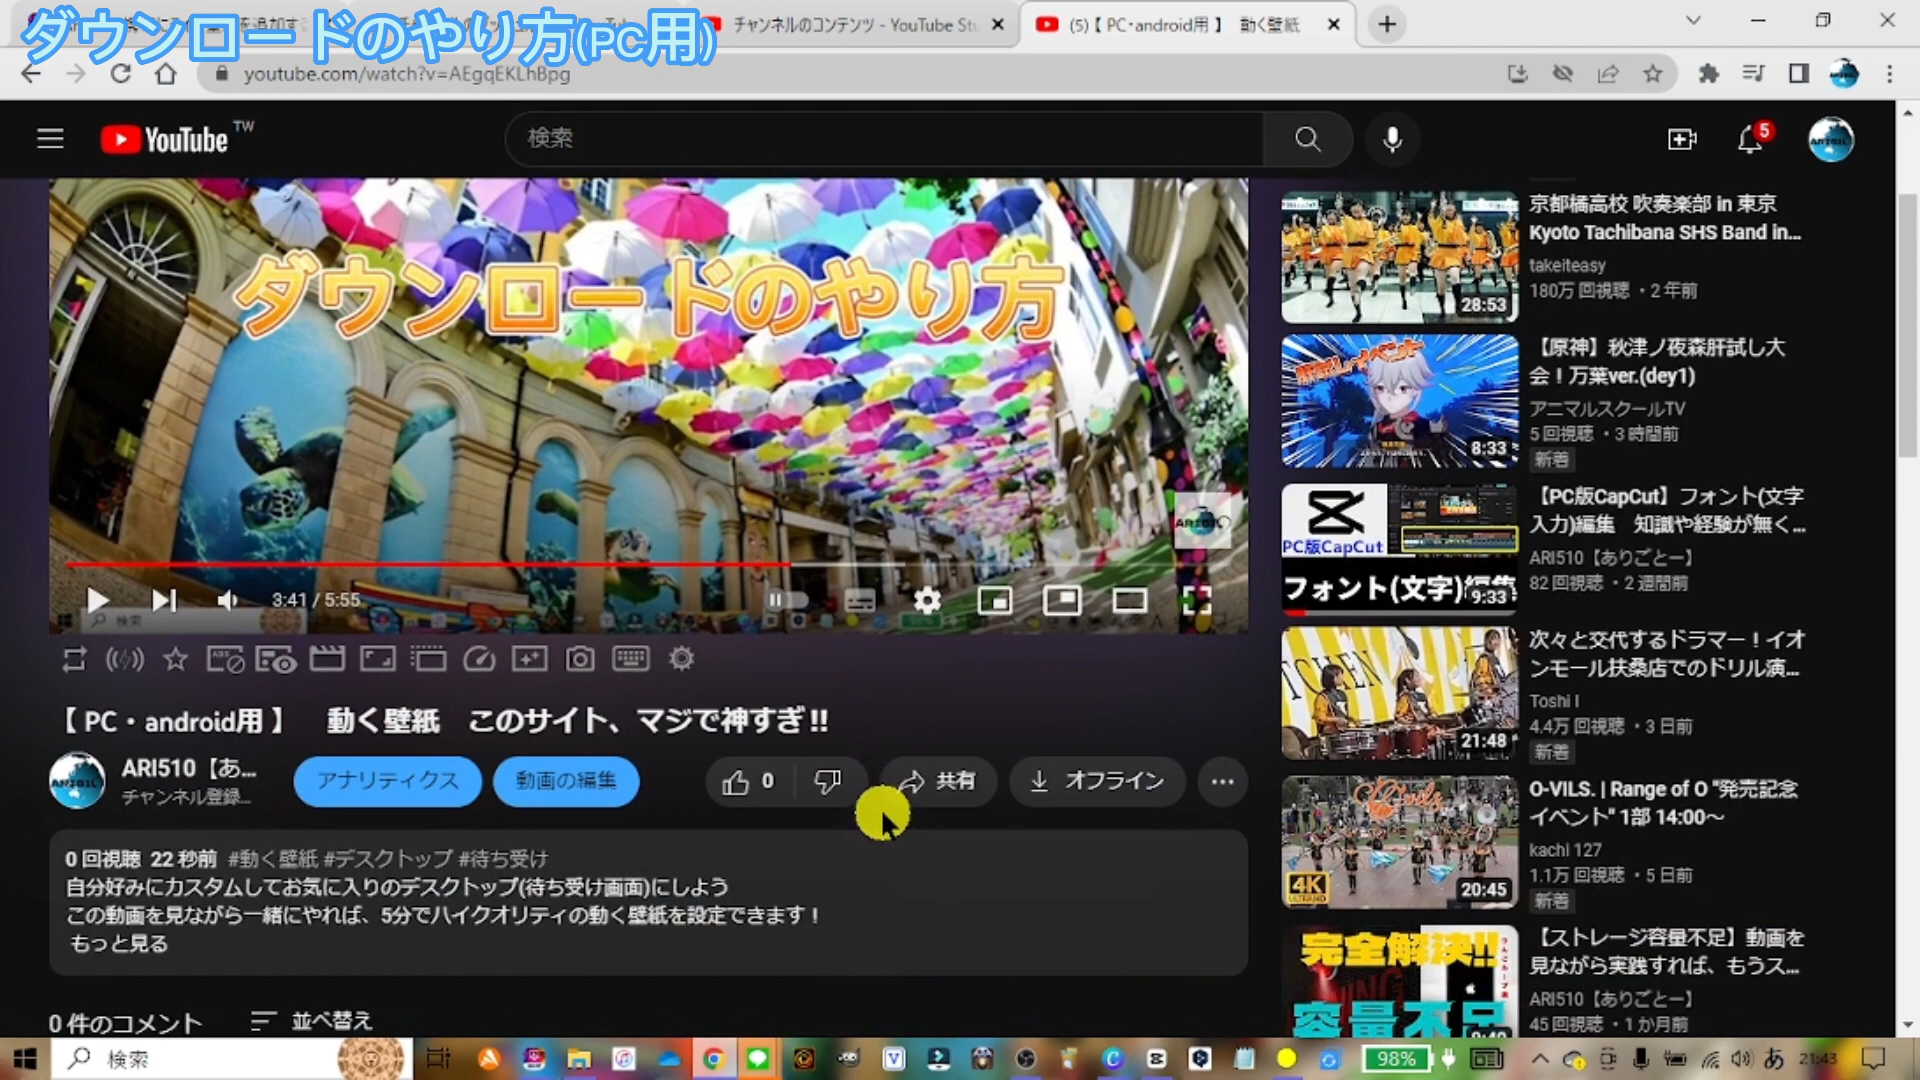 ダウンロードのやり方(PC用)
チャンネルのコンテンツ - YouTube Stu
(5)【 PC･android用 】 動く壁紙
youtube.com/watch?v=AEgqEKLhBpg
YouTube TW
検索
5
ダウンロードのやり方
3:41 / 5:55
【 PC・android用 】 動く壁紙 このサイト、マジで神すぎ!!
ARI510【あ...
チャンネル登録...
アナリティクス
動画の編集
0
共有
オフライン
0 回視聴 22 秒前 #動く壁紙 #デスクトップ #待ち受け
自分好みにカスタムしてお気に入りのデスクトップ(待ち受け画面)にしよう
この動画を見ながら一緒にやれば、5分でハイクオリティの動く壁紙を設定できます！
もっと見る
0 件のコメント
並べ替え
京都橘高校 吹奏楽部 in 東京
Kyoto Tachibana SHS Band in...
takeiteasy
180万 回視聴 ・2 年前
28:53
【原神】秋津ノ夜森肝試し大
会！万葉ver.(dey1)
アニマルスクールTV
5 回視聴 ・3 時間前
新着
8:33
【PC版CapCut】フォント(文字
入力)編集 知識や経験が無く...
ARI510【ありごとー】
82 回視聴 ・2 週間前
PC版CapCut
フォント(文字)編集
9:33
次々と交代するドラマー！イオ
ンモール扶桑店でのドリル演...
Toshi I
4.4万 回視聴 ・3 日前
新着
21:48
O-VILS. | Range of O "発売記念
イベント" 1部 14:00〜
kachi 127
1.1万 回視聴 ・5 日前
新着
4K
20:45
【ストレージ容量不足】動画を
見ながら実践すれば、もうス...
ARI510【ありごとー】
45 回視聴 ・1 か月前
完全解決!!
容量不足
検索
98%
あ
21:43